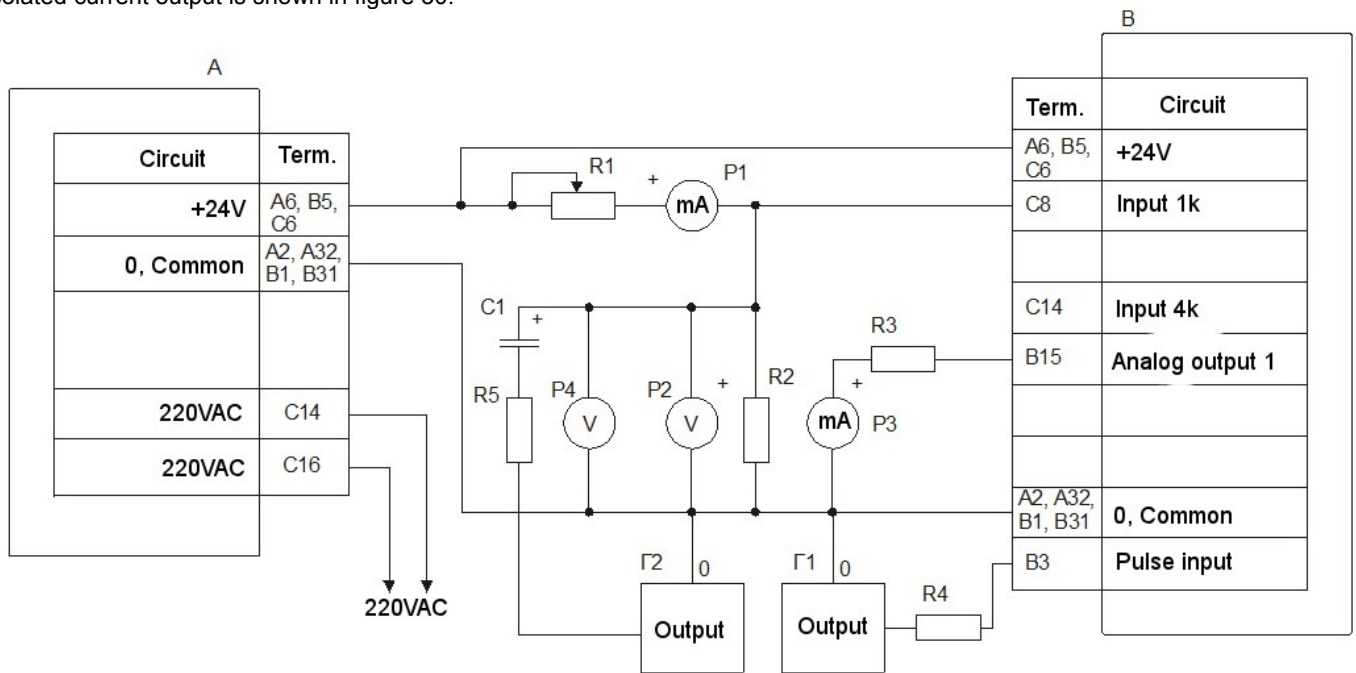 solated current output is shown in figure 50.
B
A
Term. Circuit
A6, B5,
C6
+24V
C8 Input 1k
C14 Input 4k
B15 Analog output 1
A2, A32,
B1, B31
0, Common
B3 Pulse input
Circuit Term.
+24V
A6, B5,
C6
0, Common
A2, A32,
B1, B31
220VAC C14
220VAC C16
220VAC
R1
+
mA
P1
C1
+
R5
P4
V
P2
+
V
R2
R3
+
mA
P3
Г2
0
Output
Г1
0
Output
R4